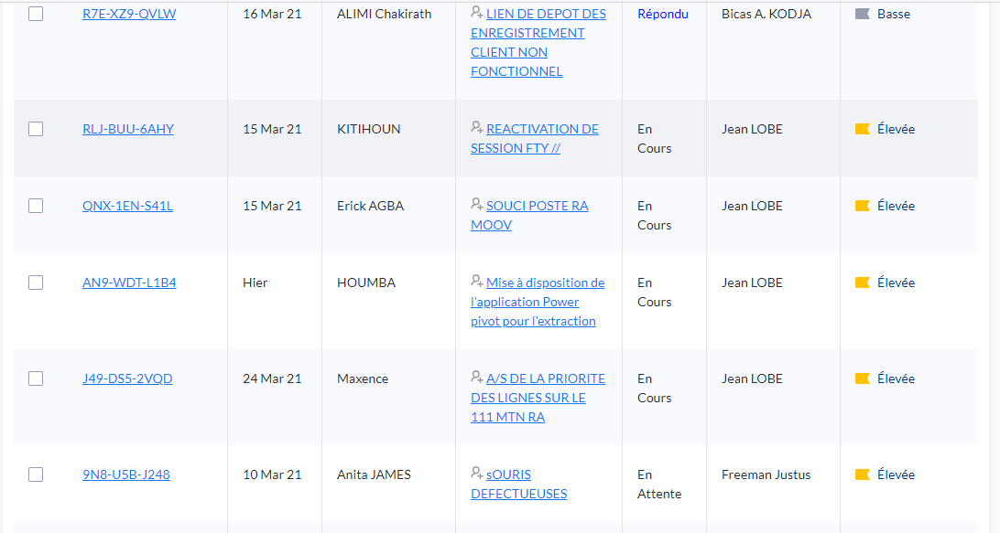 R7E-XZ9-QVLW 16 Mar 21 ALIMI Chakirath LIEN DE DEPOT DES Répondu Bicas A. KODJA Basse
ENREGISTREMENT
CLIENT NON
FONCTIONNEL
RLJ-BUU-6AHY 15 Mar 21 KITIHOUN REACTIVATION DE En Jean LOBE Élevée
SESSION FTY // Cours
QNX-1EN-S41L 15 Mar 21 Erick AGBA SOUCI POSTE RA En Jean LOBE Élevée
MOOV Cours
AN9-WDT-L1B4 Hier HOUMBA Mise à disposition de En Jean LOBE Élevée
l'application Power Cours
pivot pour l'extraction
J49-DS5-2VQD 24 Mar 21 Maxence A/S DE LA PRIORITE En Jean LOBE Élevée
DES LIGNES SUR LE Cours
111 MTN RA
9N8-U5B-J248 10 Mar 21 Anita JAMES sOURIS En Freeman Justus Élevée
DEFECTUEUSES Attente